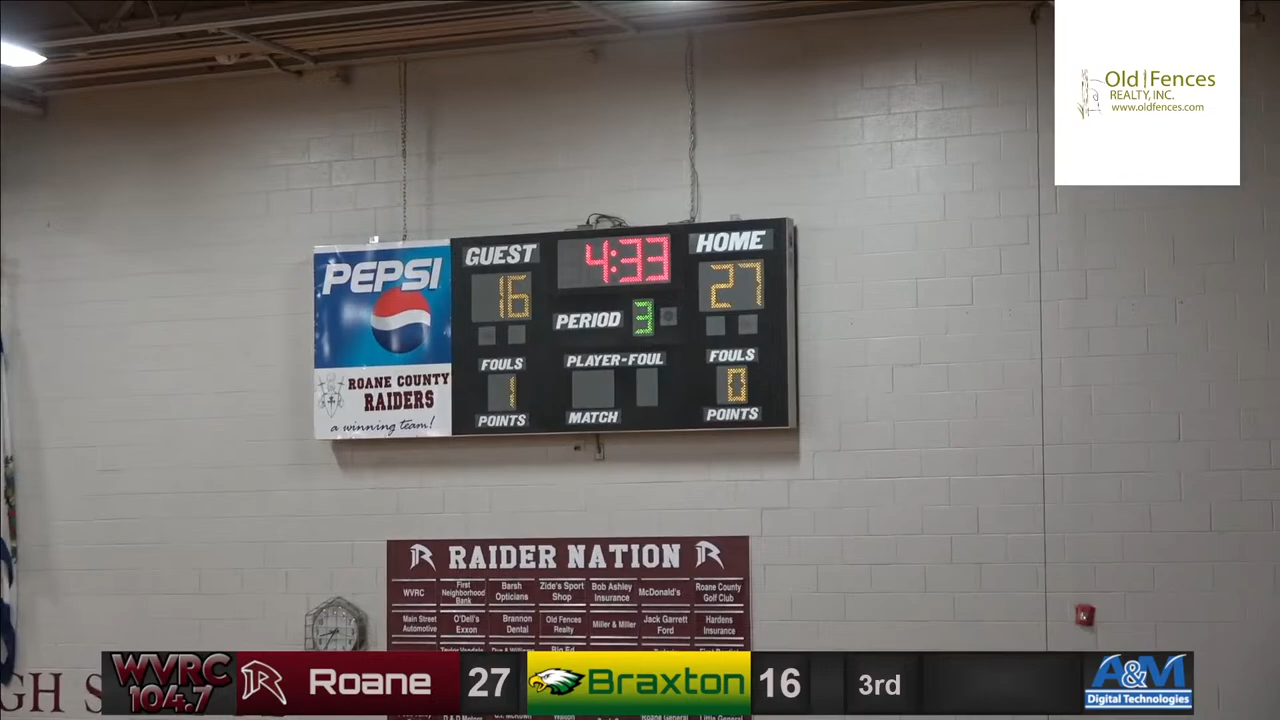 Old Fences
REALTY, INC.
www.oldfences.com
GUEST
4:33
HOME
16
27
PERIOD 3
FOULS
PLAYER-FOUL
FOULS
1
0
POINTS
MATCH
POINTS
PEPSI
ROANE COUNTY
RAIDERS
a winning team!
R RAIDER NATION R
WVRC
First Neighborhood Bank
Barsh Opticians
Zide's Sport Shop
Bob Ashley Insurance
McDonald's
Roane County Golf Club
Main Street Automotive
O'Dell's Exxon
Brannon Dental
Old Fences Realty
Miller & Miller
Jack Garrett Ford
Hardens Insurance
GH S
WVRC
104.7
R Roane 27 Braxton 16 3rd
A&M
Digital Technologies